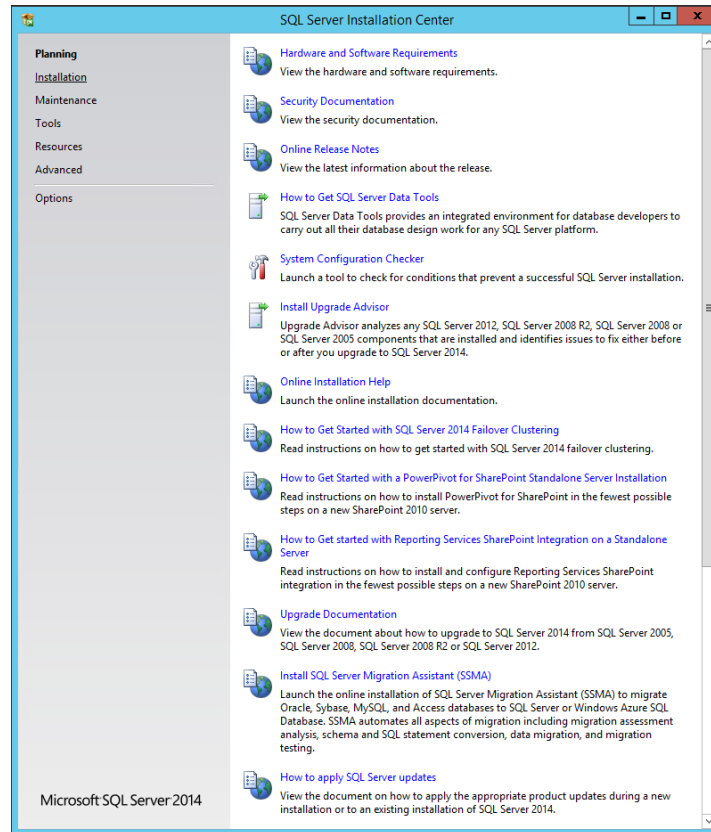 SQL Server Installation Center
Planning
Installation
Maintenance
Tools
Resources
Advanced
Options
Hardware and Software Requirements
View the hardware and software requirements.
Security Documentation
View the security documentation.
Online Release Notes
View the latest information about the release.
How to Get SQL Server Data Tools
SQL Server Data Tools provides an integrated environment for database developers to
carry out all their database design work for any SQL Server platform.
System Configuration Checker
Launch a tool to check for conditions that prevent a successful SQL Server installation.
Install Upgrade Advisor
Upgrade Advisor analyzes any SQL Server 2012, SQL Server 2008 R2, SQL Server 2008 or
SQL Server 2005 components that are installed and identifies issues to fix either before
or after you upgrade to SQL Server 2014.
Online Installation Help
Launch the online installation documentation.
How to Get Started with SQL Server 2014 Failover Clustering
Read instructions on how to get started with SQL Server 2014 failover clustering.
How to Get Started with a PowerPivot for SharePoint Standalone Server Installation
Read instructions on how to install PowerPivot for SharePoint in the fewest possible
steps on a new SharePoint 2010 server.
How to Get started with Reporting Services SharePoint Integration on a Standalone
Server
Read instructions on how to install and configure Reporting Services SharePoint
integration in the fewest possible steps on a new SharePoint 2010 server.
Upgrade Documentation
View the document about how to upgrade to SQL Server 2014 from SQL Server 2005,
SQL Server 2008, SQL Server 2008 R2 or SQL Server 2012.
Install SQL Server Migration Assistant (SSMA)
Launch the online installation of SQL Server Migration Assistant (SSMA) to migrate
Oracle, Sybase, MySQL, and Access databases to SQL Server or Windows Azure SQL
Database. SSMA automates all aspects of migration including migration assessment
analysis, schema and SQL statement conversion, data migration, and migration
testing.
How to apply SQL Server updates
View the document on how to apply the appropriate product updates during a new
installation or to an existing installation of SQL Server 2014.
Microsoft SQL Server 2014